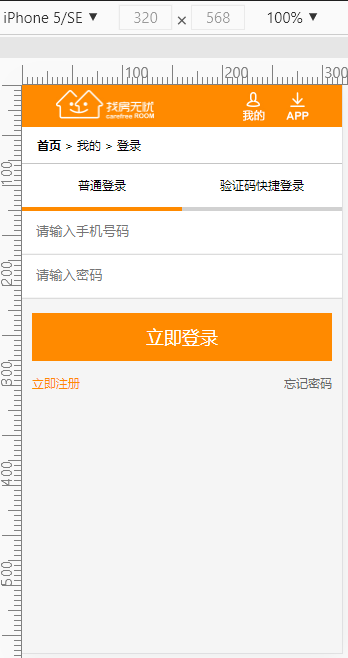 iPhone 5/SE ▼ 320 × 568 100% ▼
100 200 300
找房无忧
carefree ROOM
我的 APP
首页 > 我的 > 登录
普通登录 验证码快捷登录
请输入手机号码
请输入密码
立即登录
立即注册 忘记密码
100
200
300
400
500